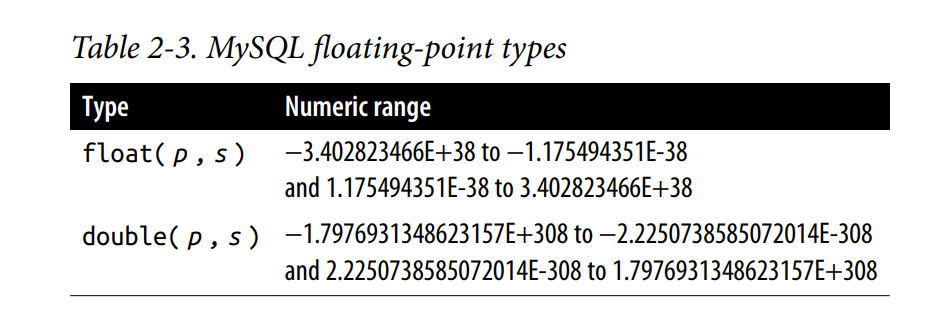 Table 2-3. MySQL floating-point types
Type Numeric range
float( p , s ) −3.402823466E+38 to −1.175494351E-38
and 1.175494351E-38 to 3.402823466E+38
double( p , s ) −1.7976931348623157E+308 to −2.2250738585072014E-308
and 2.2250738585072014E-308 to 1.7976931348623157E+308